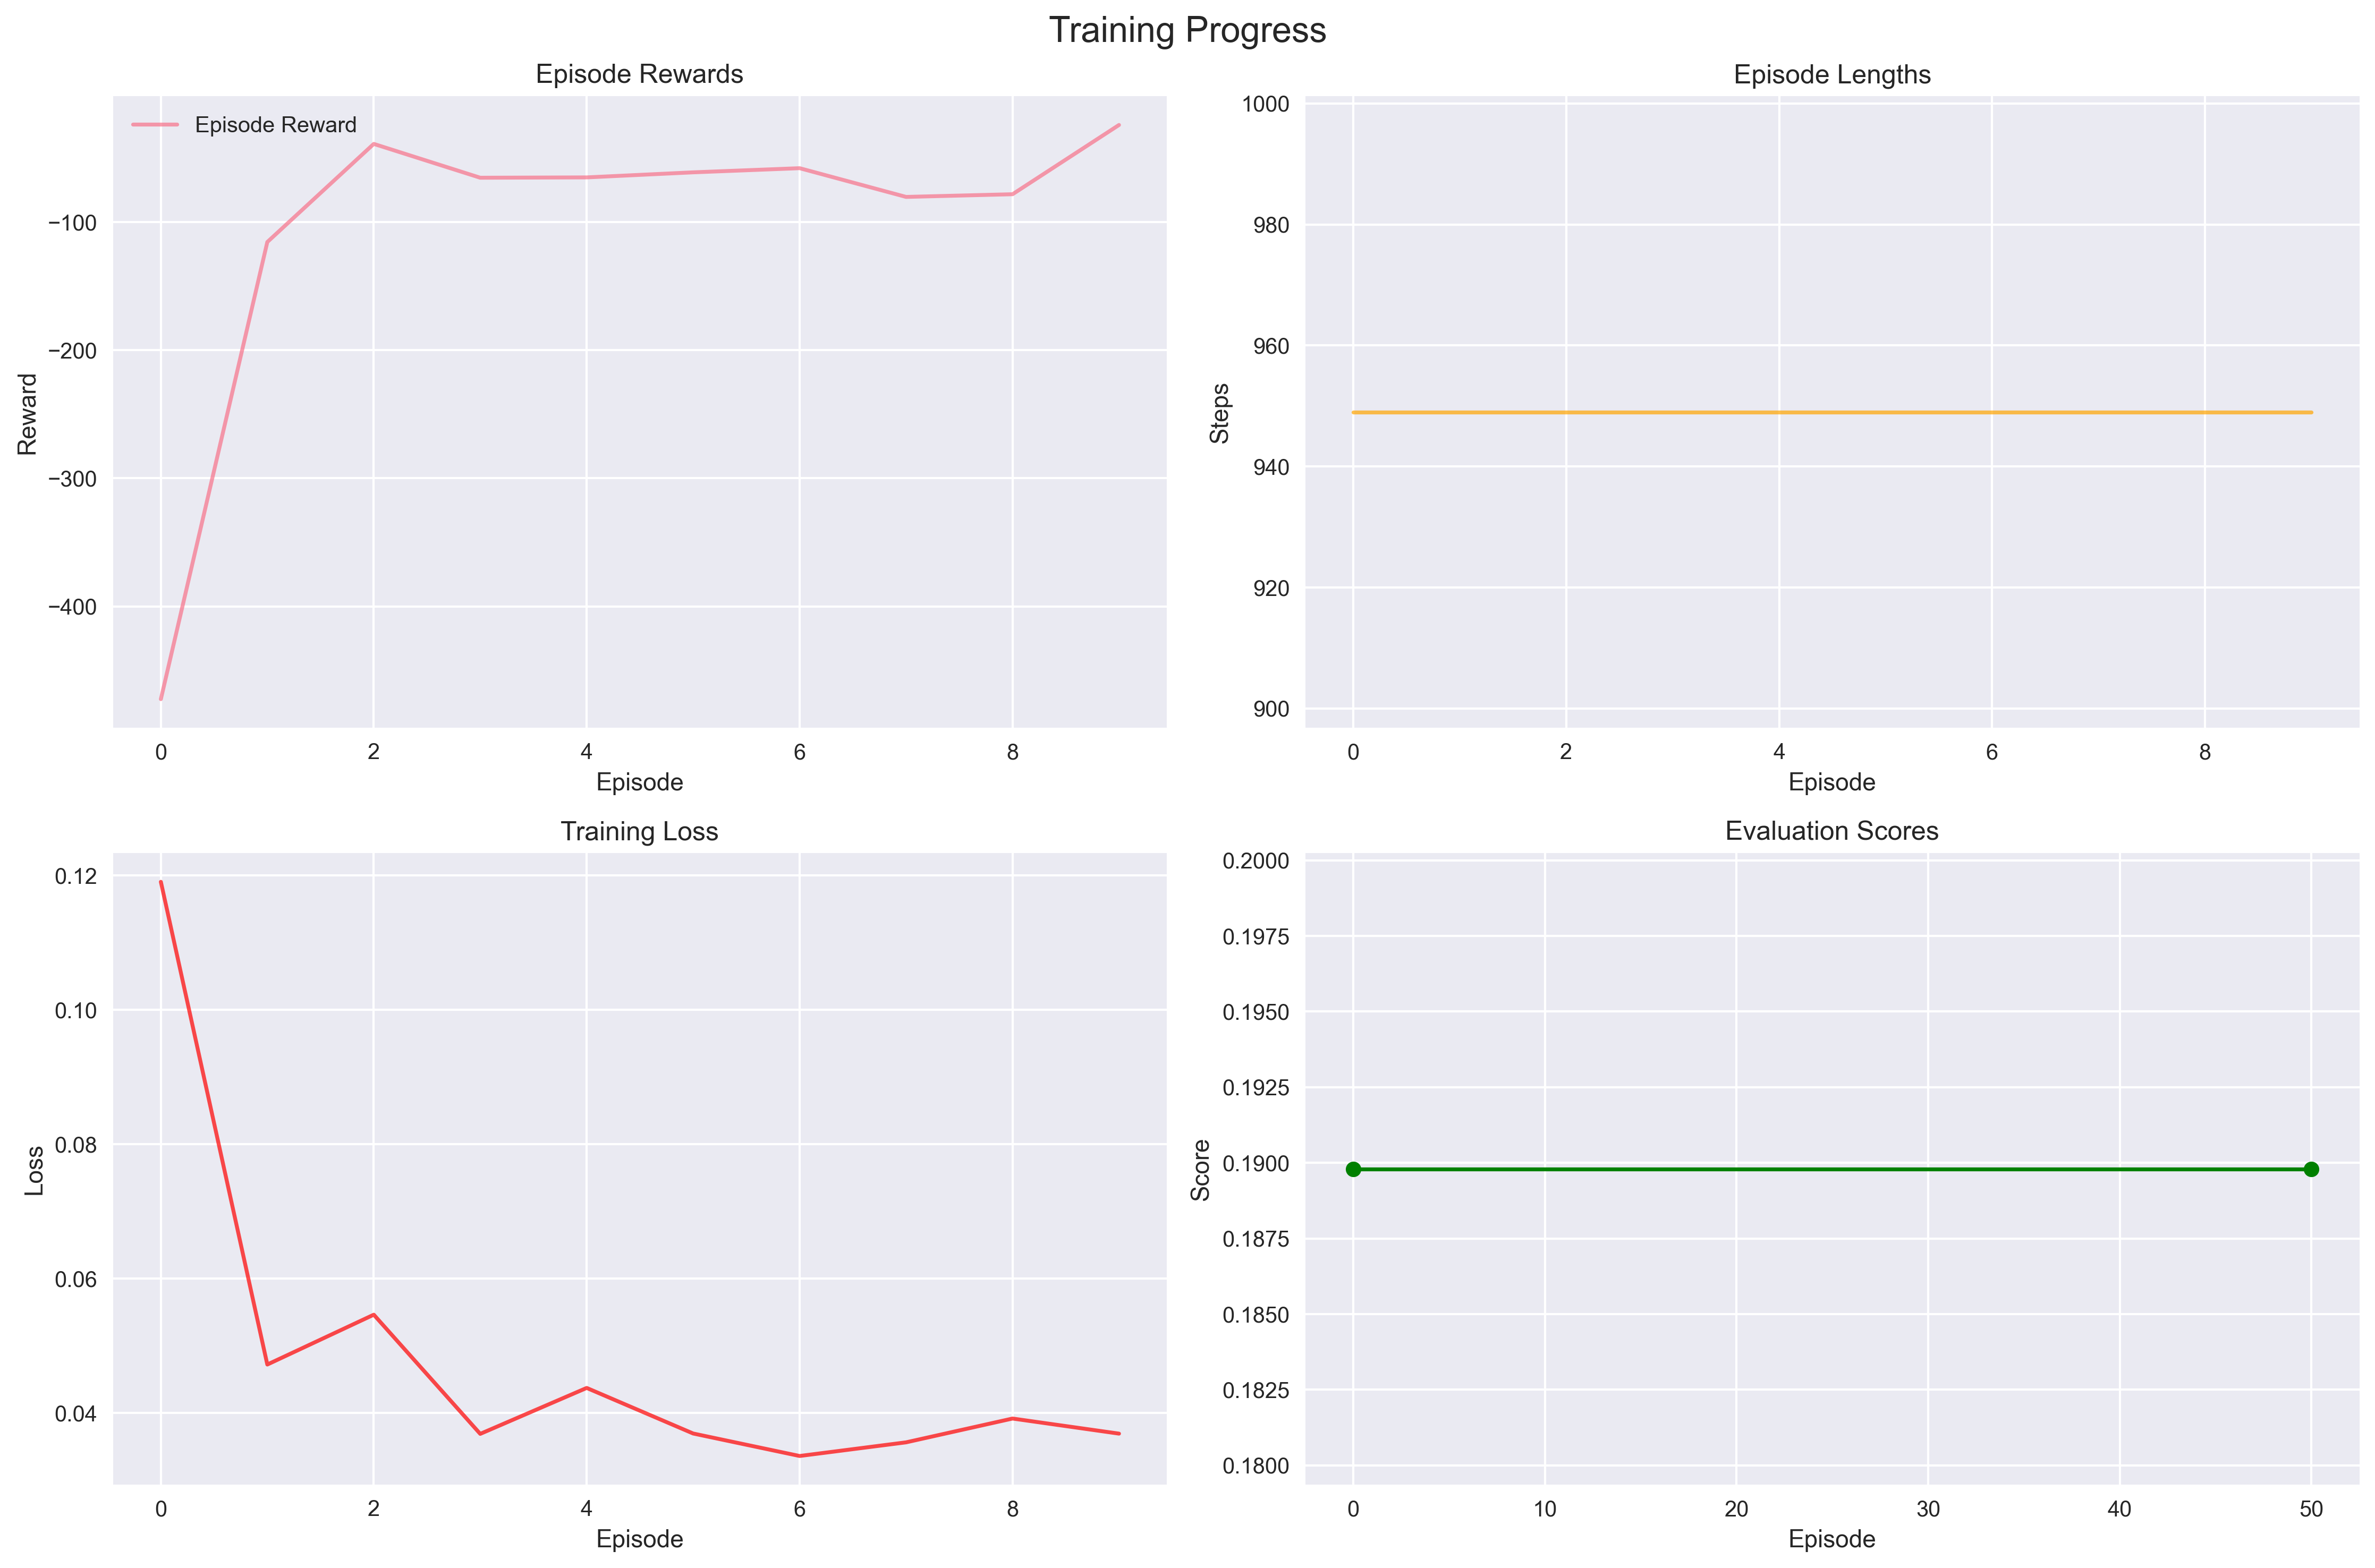 Training Progress
Episode Rewards
Episode Reward
−100
−200
−300
−400
Reward
0 2 4 6 8
Episode
Episode Lengths
1000
980
960
940
920
900
Steps
0 2 4 6 8
Episode
Training Loss
0.12
0.10
0.08
0.06
0.04
Loss
0 2 4 6 8
Episode
Evaluation Scores
0.2000
0.1975
0.1950
0.1925
0.1900
0.1875
0.1850
0.1825
0.1800
Score
0 10 20 30 40 50
Episode